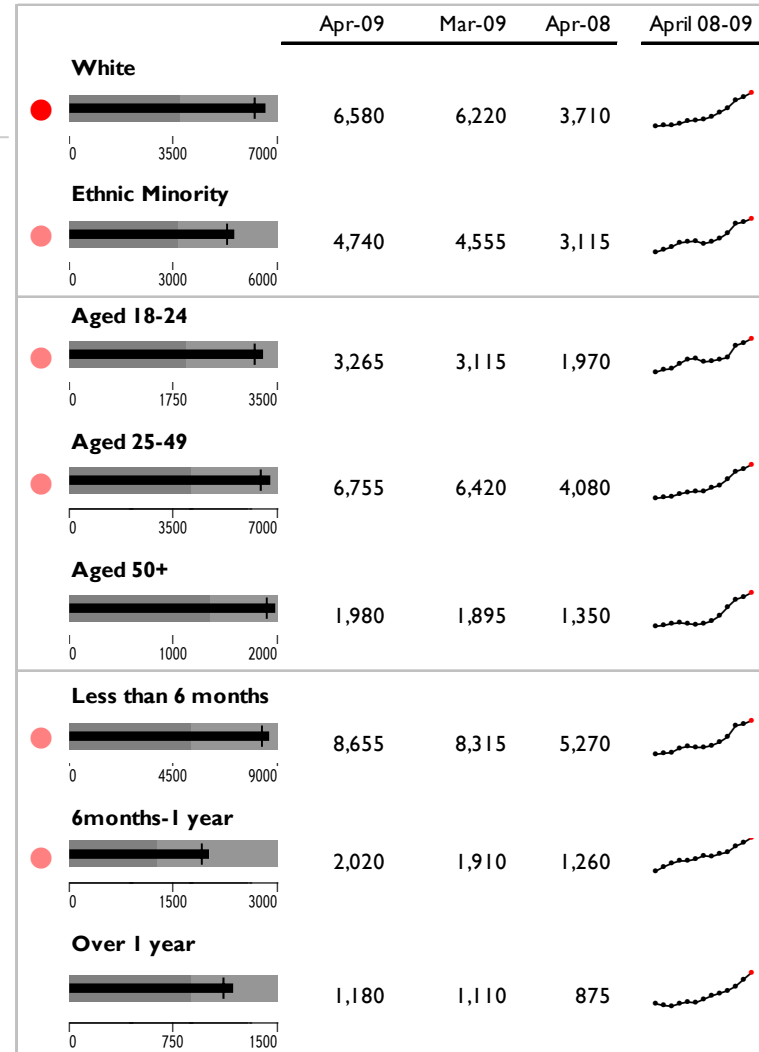 Apr-09 Mar-09 Apr-08 April 08-09
White
6,580 6,220 3,710
0 3500 7000
Ethnic Minority
4,740 4,555 3,115
0 3000 6000
Aged 18-24
3,265 3,115 1,970
0 1750 3500
Aged 25-49
6,755 6,420 4,080
0 3500 7000
Aged 50+
1,980 1,895 1,350
0 1000 2000
Less than 6 months
8,655 8,315 5,270
0 4500 9000
6months-1 year
2,020 1,910 1,260
0 1500 3000
Over 1 year
1,180 1,110 875
0 750 1500